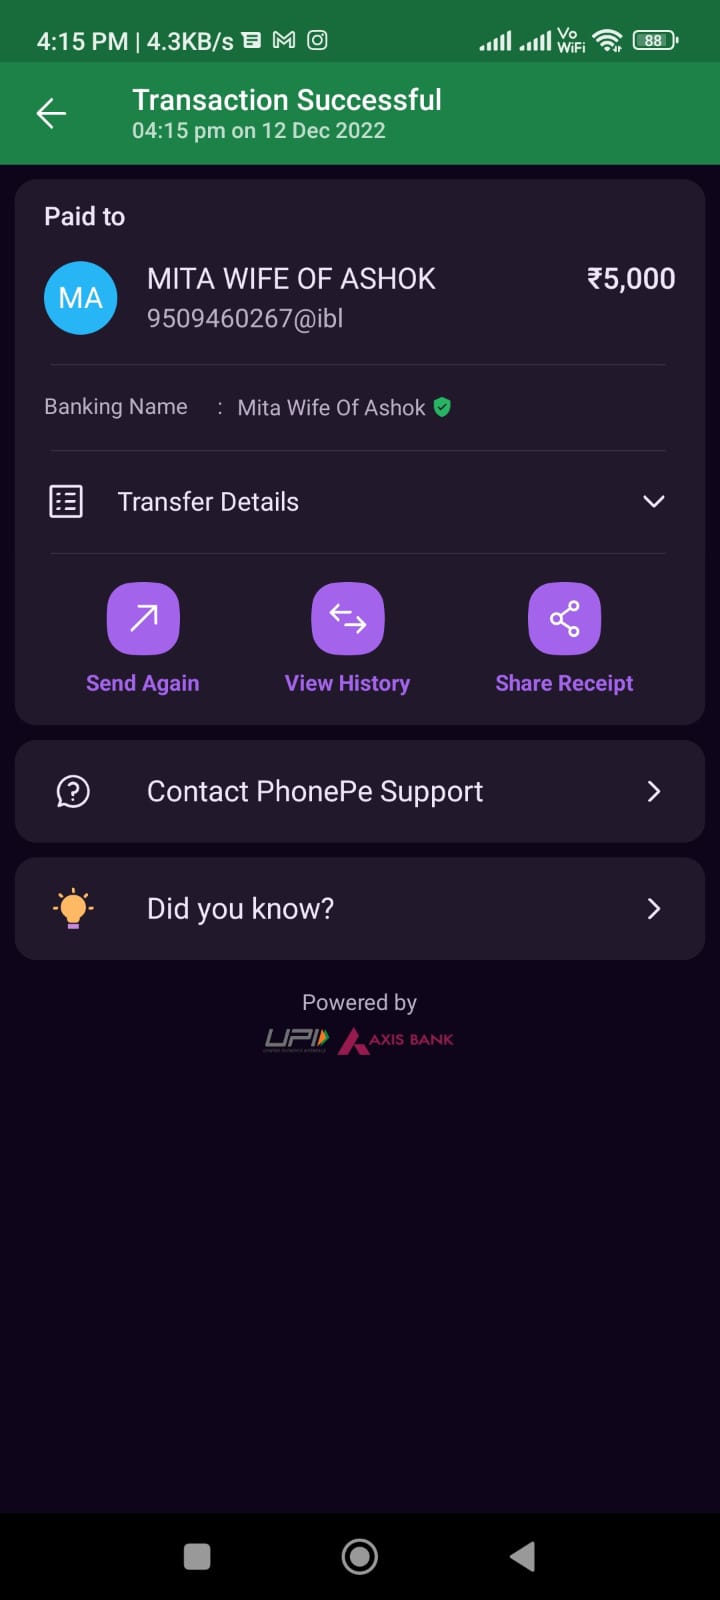 4:15 PM | 4.3KB/s Vo WiFi 88
Transaction Successful
04:15 pm on 12 Dec 2022
Paid to
MA MITA WIFE OF ASHOK ₹5,000
9509460267@ibl
Banking Name : Mita Wife Of Ashok
Transfer Details
Send Again View History Share Receipt
Contact PhonePe Support
Did you know?
Powered by
UPI AXIS BANK